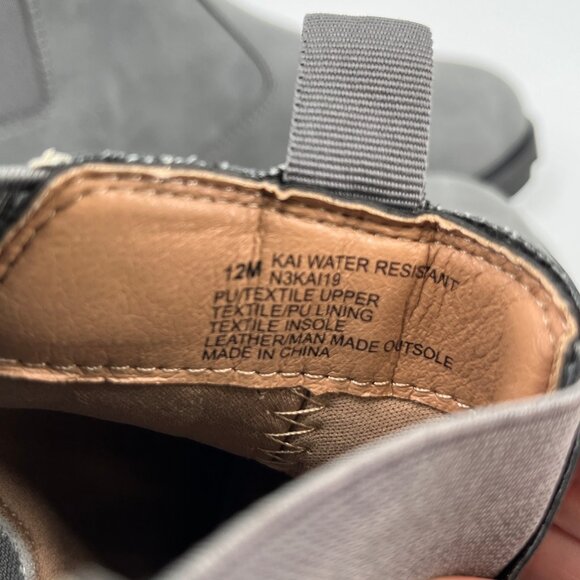 12M KAI WATER RESISTANT
N3KAI19
PU/TEXTILE UPPER
TEXTILE/PU LINING
TEXTILE INSOLE
LEATHER/MAN MADE OUTSOLE
MADE IN CHINA